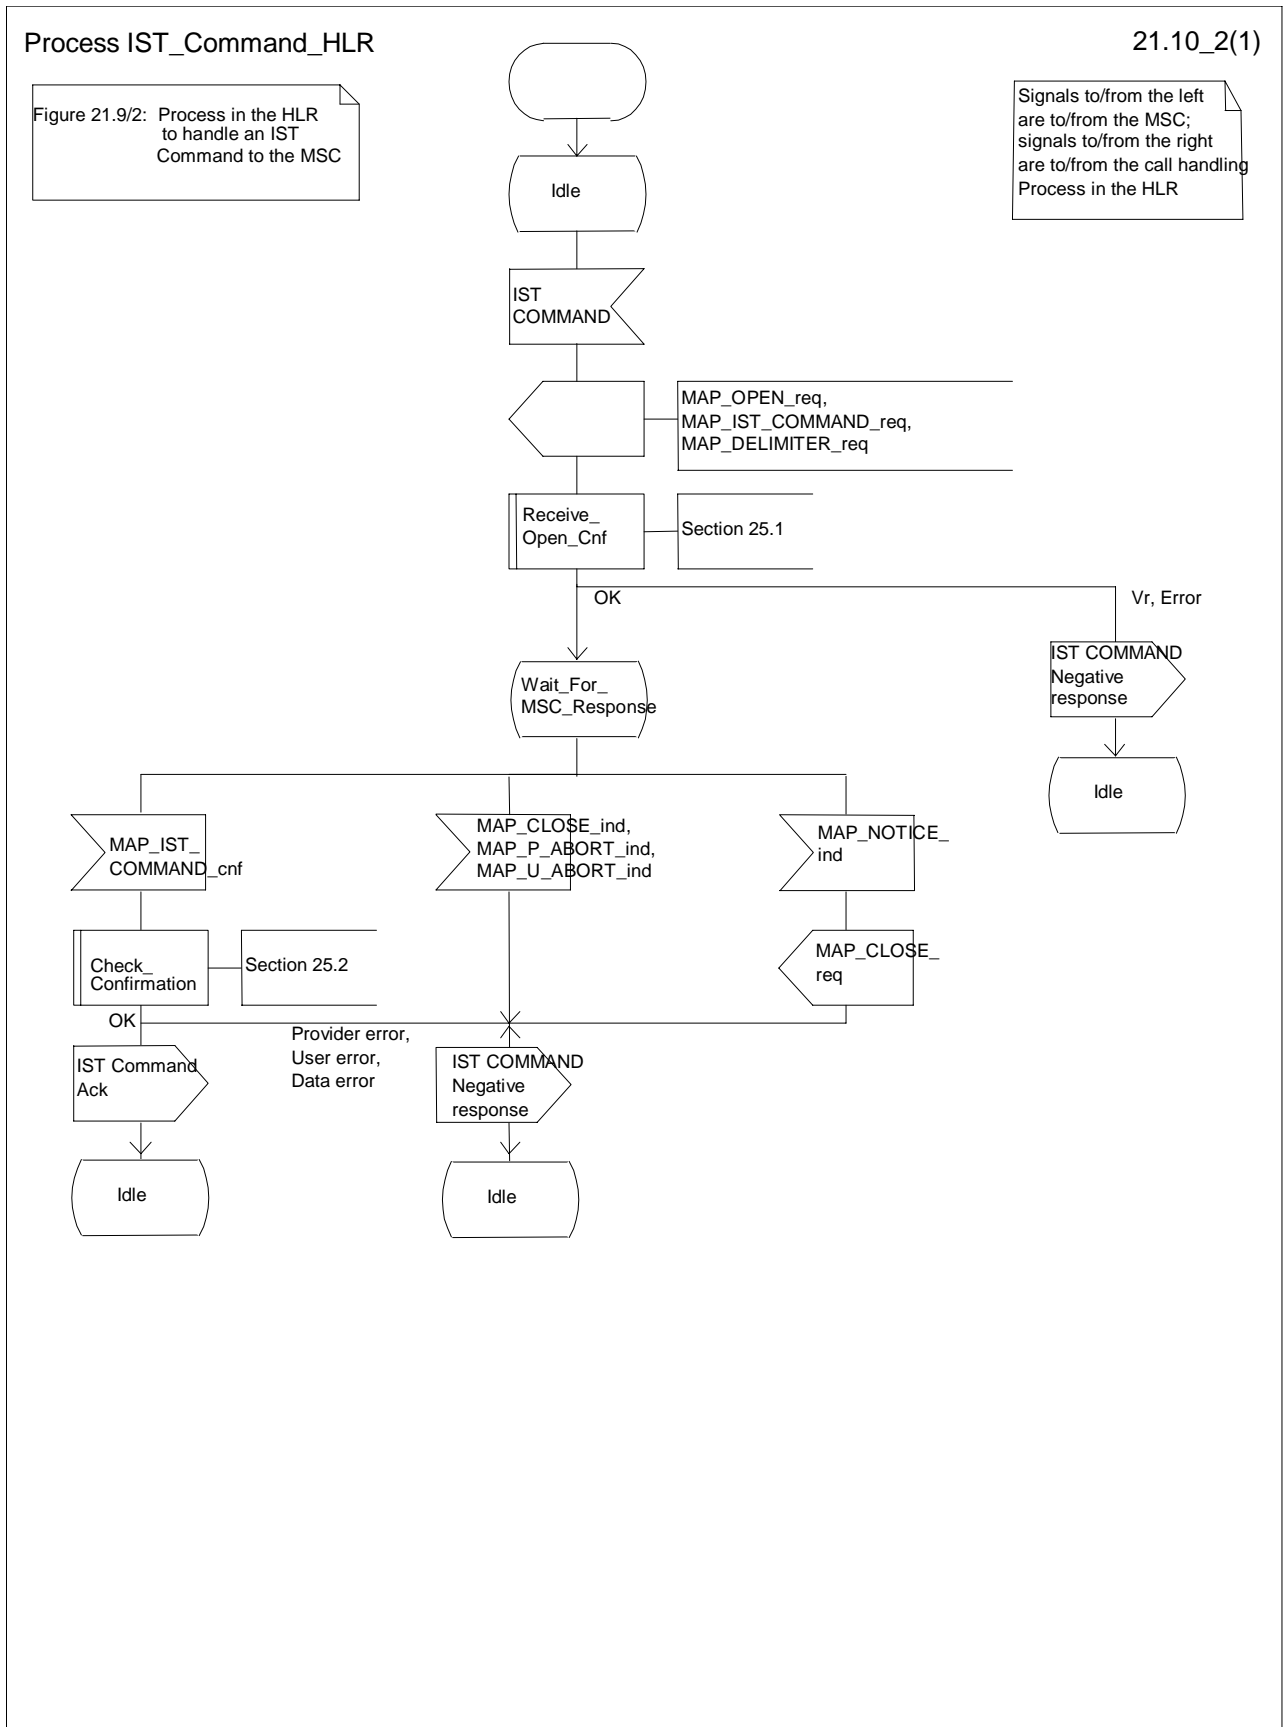 Process IST_Command_HLR
21.10_2(1)
Figure 21.9/2: Process in the HLR
to handle an IST
Command to the MSC
Signals to/from the left
are to/from the MSC;
signals to/from the right
are to/from the call handling
Process in the HLR
Idle
IST
COMMAND
MAP_OPEN_req,
MAP_IST_COMMAND_req,
MAP_DELIMITER_req
Receive_
Open_Cnf
Section 25.1
OK
Vr, Error
IST COMMAND
Negative
response
Wait_For_
MSC_Response
Idle
MAP_IST_
COMMAND_cnf
MAP_CLOSE_ind,
MAP_P_ABORT_ind,
MAP_U_ABORT_ind
MAP_NOTICE_
ind
Check_
Confirmation
Section 25.2
MAP_CLOSE_
req
OK
Provider error,
User error,
Data error
IST Command
Ack
IST COMMAND
Negative
response
Idle
Idle